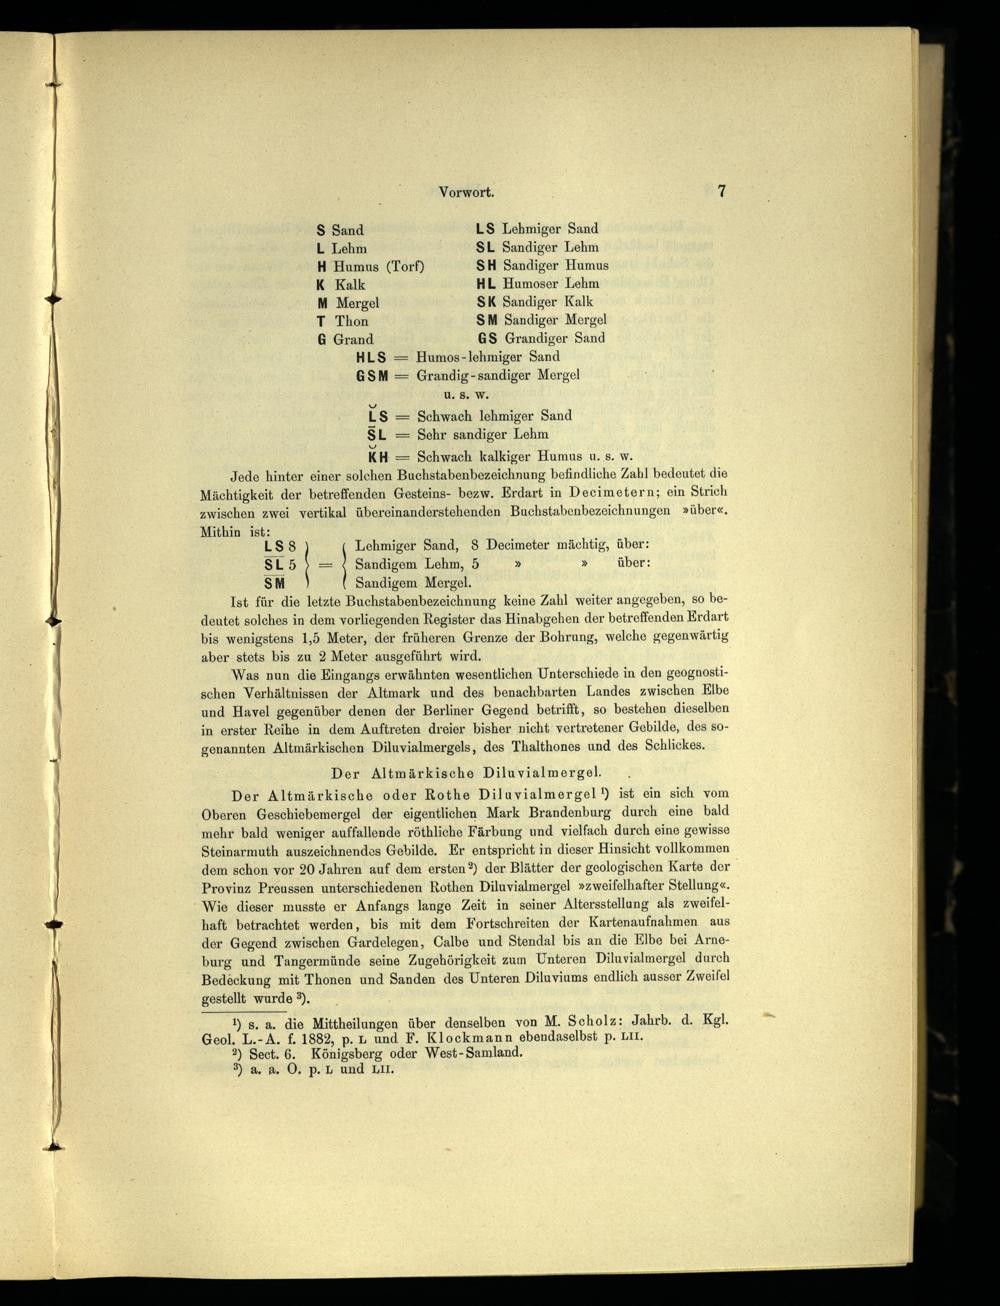 Vorwort. 7
S Sand LS Lehmiger Sand
L Lehm SL Sandiger Lehm
H Humus (Torf) SH Sandiger Humus
K Kalk HL Humoser Lehm
M Mergel SK Sandiger Kalk
T Thon SM Sandiger Mergel
G Grand GS Grandiger Sand
HLS = Humos-lehmiger Sand
GSM = Grandig-sandiger Mergel
u. s. w.
L̆S = Schwach lehmiger Sand
S̄L = Sehr sandiger Lehm
K̆H = Schwach kalkiger Humus u. s. w.
Jede hinter einer solchen Buchstabenbezeichnung befindliche Zahl bedeutet die
Mächtigkeit der betreffenden Gesteins- bezw. Erdart in Decimetern; ein Strich
zwischen zwei vertikal übereinanderstehenden Buchstabenbezeichnungen »über«.
Mithin ist:
LS 8 } { Lehmiger Sand, 8 Decimeter mächtig, über:
SL 5 } = { Sandigem Lehm, 5 » » über:
SM } { Sandigem Mergel.
Ist für die letzte Buchstabenbezeichnung keine Zahl weiter angegeben, so be-
deutet solches in dem vorliegenden Register das Hinabgehen der betreffenden Erdart
bis wenigstens 1,5 Meter, der früheren Grenze der Bohrung, welche gegenwärtig
aber stets bis zu 2 Meter ausgeführt wird.
Was nun die Eingangs erwähnten wesentlichen Unterschiede in den geognosti-
schen Verhältnissen der Altmark und des benachbarten Landes zwischen Elbe
und Havel gegenüber denen der Berliner Gegend betrifft, so bestehen dieselben
in erster Reihe in dem Auftreten dreier bisher nicht vertretener Gebilde, des so-
genannten Altmärkischen Diluvialmergels, des Thalthones und des Schlickes.
Der Altmärkische Diluvialmergel.
Der Altmärkische oder Rothe Diluvialmergel ¹) ist ein sich vom
Oberen Geschiebemergel der eigentlichen Mark Brandenburg durch eine bald
mehr bald weniger auffallende röthliche Färbung und vielfach durch eine gewisse
Steinarmuth auszeichnendes Gebilde. Er entspricht in dieser Hinsicht vollkommen
dem schon vor 20 Jahren auf dem ersten ²) der Blätter der geologischen Karte der
Provinz Preussen unterschiedenen Rothen Diluvialmergel »zweifelhafter Stellung«.
Wie dieser musste er Anfangs lange Zeit in seiner Altersstellung als zweifel-
haft betrachtet werden, bis mit dem Fortschreiten der Kartenaufnahmen aus
der Gegend zwischen Gardelegen, Calbe und Stendal bis an die Elbe bei Arne-
burg und Tangermünde seine Zugehörigkeit zum Unteren Diluvialmergel durch
Bedeckung mit Thonen und Sanden des Unteren Diluviums endlich ausser Zweifel
gestellt wurde ³).
¹) s. a. die Mittheilungen über denselben von M. Scholz: Jahrb. d. Kgl.
Geol. L.-A. f. 1882, p. L und F. Klockmann ebendaselbst p. LII.
²) Sect. 6. Königsberg oder West-Samland.
³) a. a. O. p. L und LII.